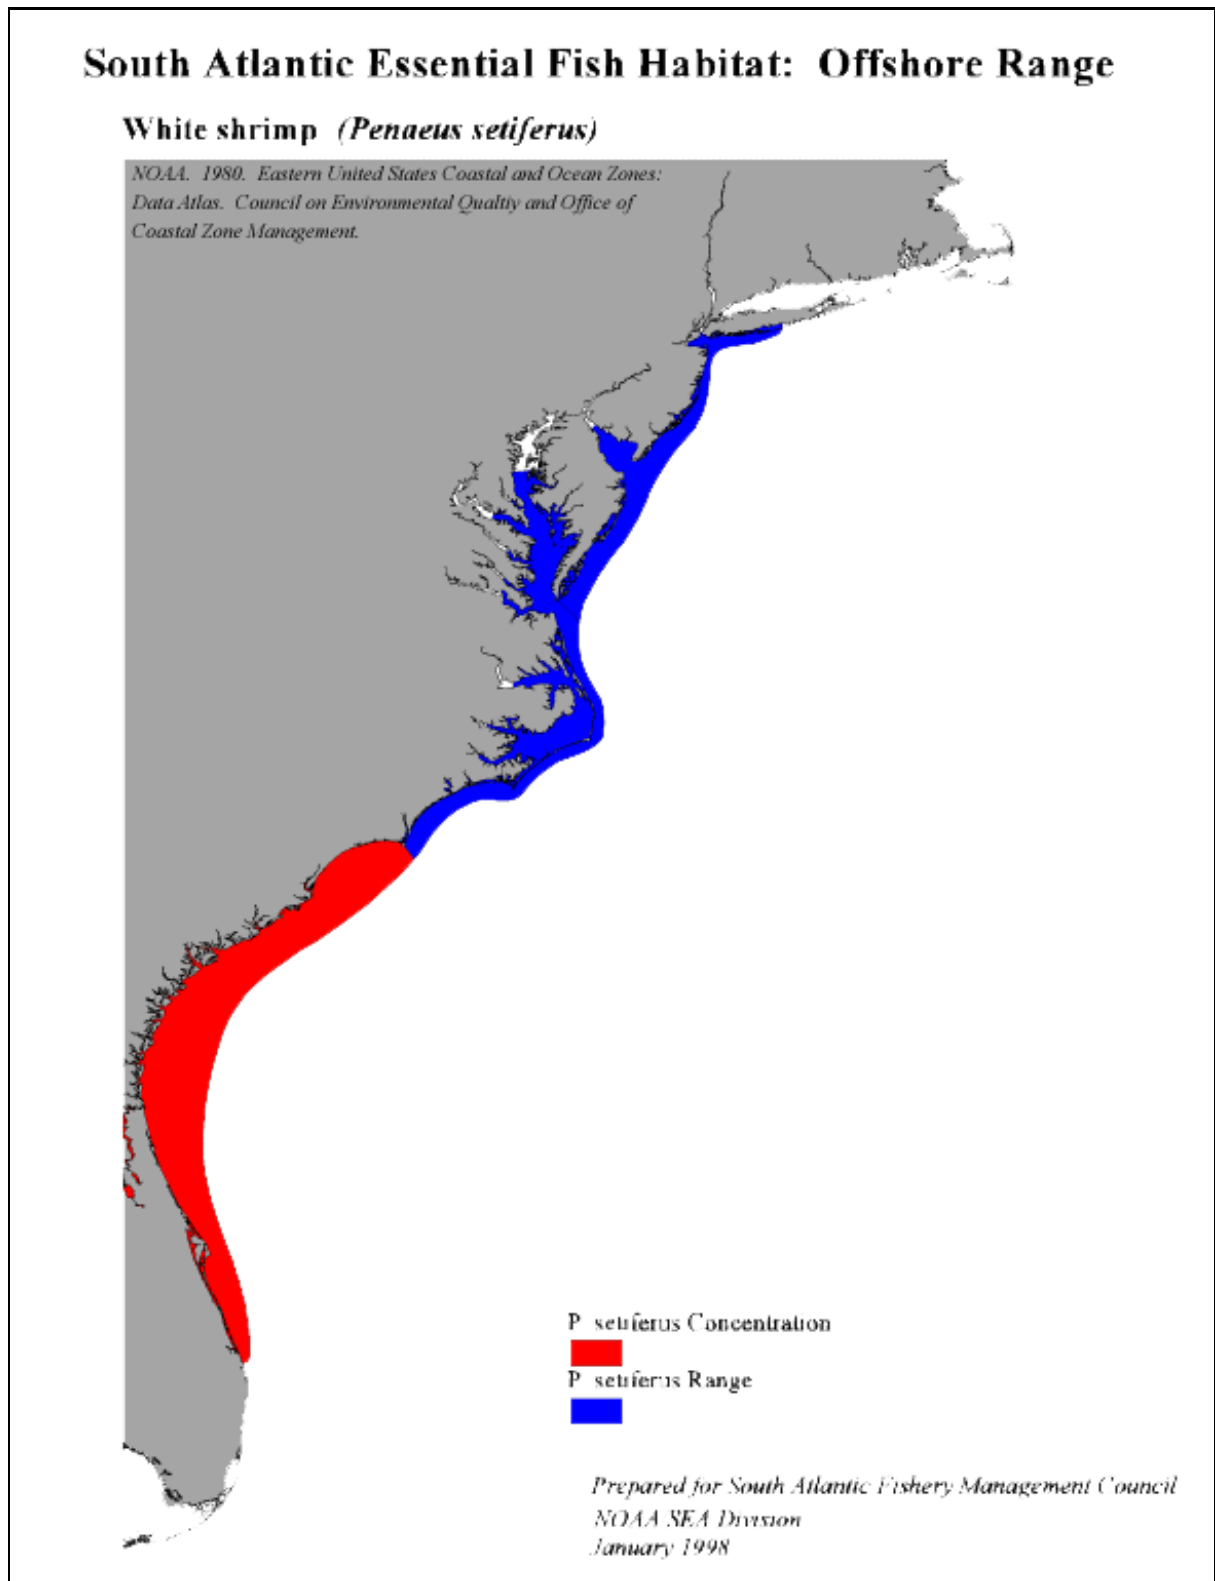 South Atlantic Essential Fish Habitat: Offshore Range
White shrimp (Penaeus setiferus)
NOAA. 1980. Eastern United States Coastal and Ocean Zones:
Data Atlas. Council on Environmental Qualtiy and Office of
Coastal Zone Management.
P setiferus Concentration
P setiferus Range
Prepared for South Atlantic Fishery Management Council
NOAA SEA Division
January 1998